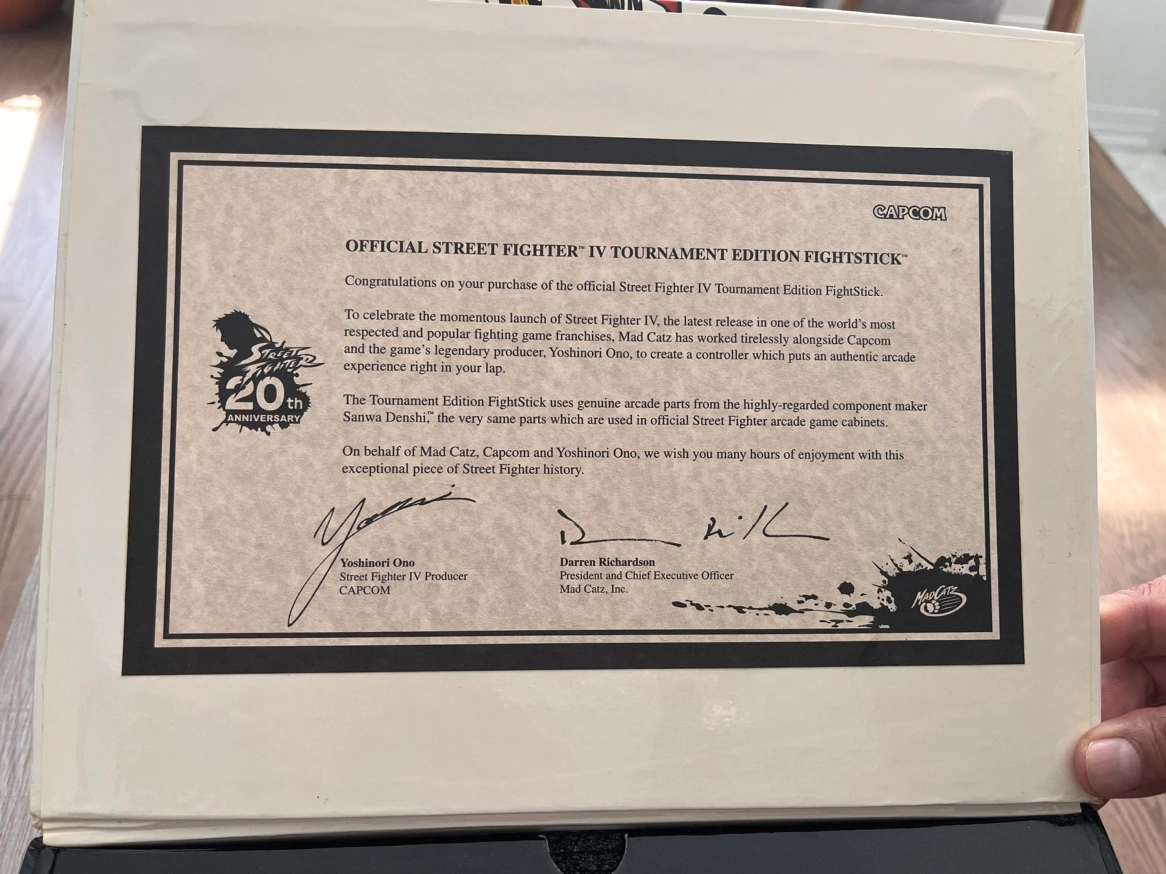 CAPCOM
OFFICIAL STREET FIGHTER™ IV TOURNAMENT EDITION FIGHTSTICK™
Congratulations on your purchase of the official Street Fighter IV Tournament Edition FightStick.
To celebrate the momentous launch of Street Fighter IV, the latest release in one of the world's most
respected and popular fighting game franchises, Mad Catz has worked tirelessly alongside Capcom
and the game's legendary producer, Yoshinori Ono, to create a controller which puts an authentic arcade
experience right in your lap.
STREET
FIGHTER
20th
ANNIVERSARY
The Tournament Edition FightStick uses genuine arcade parts from the highly-regarded component maker
Sanwa Denshi,™ the very same parts which are used in official Street Fighter arcade game cabinets.
On behalf of Mad Catz, Capcom and Yoshinori Ono, we wish you many hours of enjoyment with this
exceptional piece of Street Fighter history.
Yoshinori Ono
Street Fighter IV Producer
CAPCOM
Darren Richardson
President and Chief Executive Officer
Mad Catz, Inc.
MAD CATZ